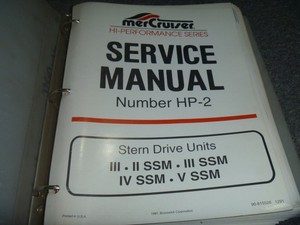 merCruiser
HI-PERFORMANCE SERIES
SERVICE
MANUAL
Number HP-2
Stern Drive Units
III • II SSM • III SSM
IV SSM • V SSM